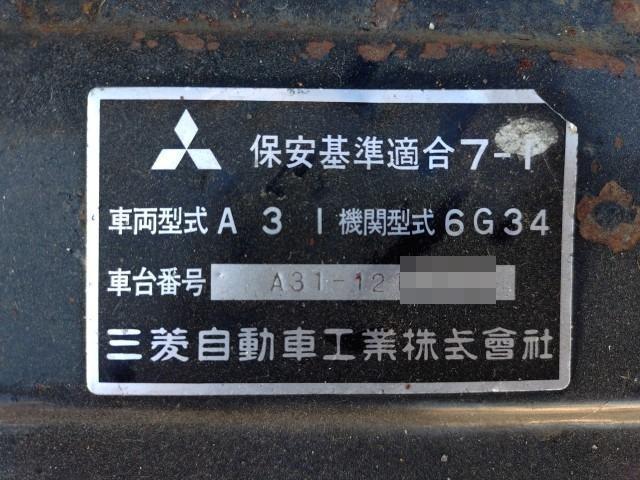 保安基準適合7-1
車両型式 A 3 1 機関型式 6G34
車台番号 A31-12
三菱自動車工業株式會社